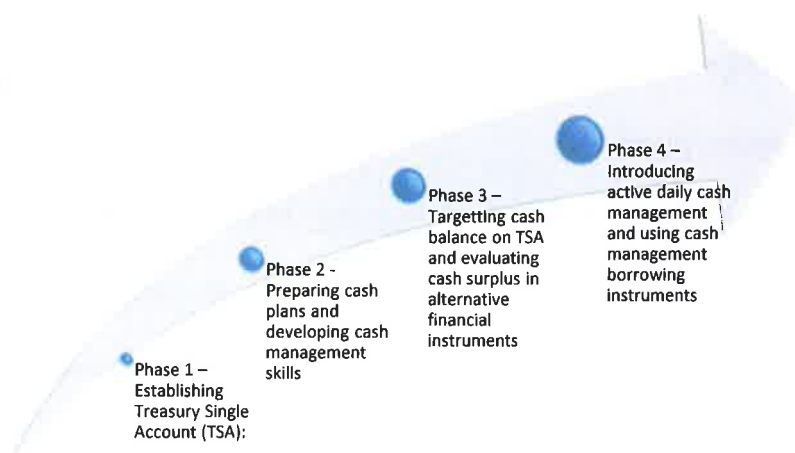 Phase 1 –
Establishing
Treasury Single
Account (TSA):
Phase 2 -
Preparing cash
plans and
developing cash
management
skills
Phase 3 –
Targetting cash
balance on TSA
and evaluating
cash surplus in
alternative
financial
instruments
Phase 4 –
Introducing
active daily cash
management
and using cash
management
borrowing
instruments